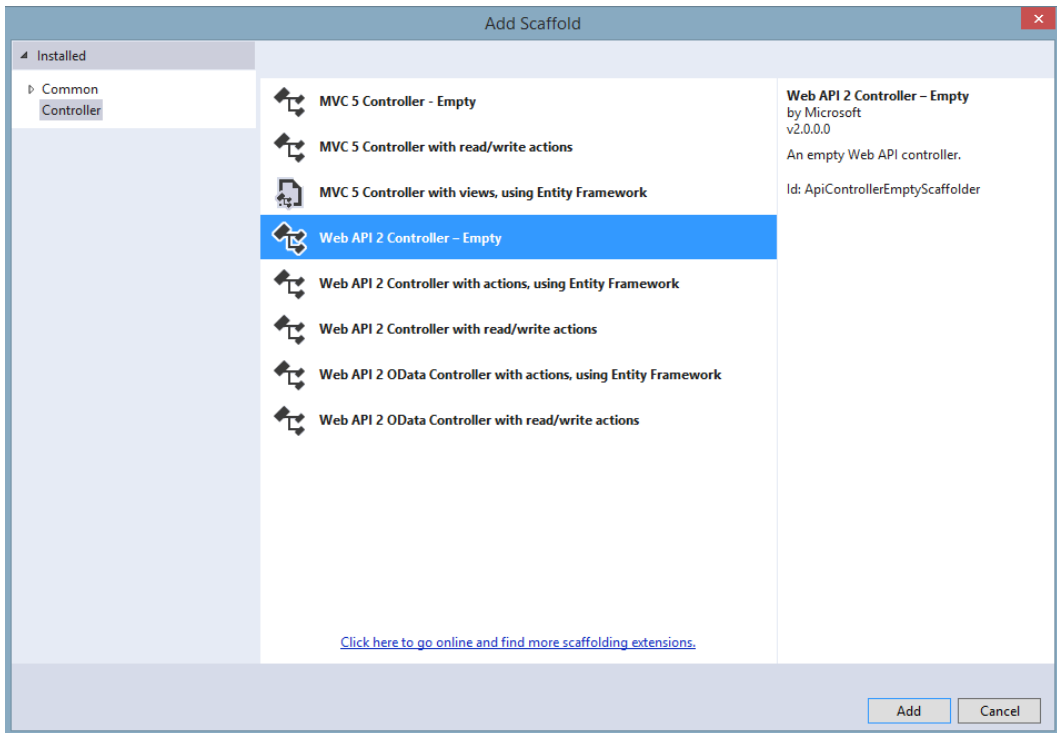 Add Scaffold
Installed
Common
Controller
MVC 5 Controller - Empty
MVC 5 Controller with read/write actions
MVC 5 Controller with views, using Entity Framework
Web API 2 Controller – Empty
Web API 2 Controller with actions, using Entity Framework
Web API 2 Controller with read/write actions
Web API 2 OData Controller with actions, using Entity Framework
Web API 2 OData Controller with read/write actions
Click here to go online and find more scaffolding extensions.
Web API 2 Controller – Empty
by Microsoft
v2.0.0.0
An empty Web API controller.
Id: ApiControllerEmptyScaffolder
Add
Cancel